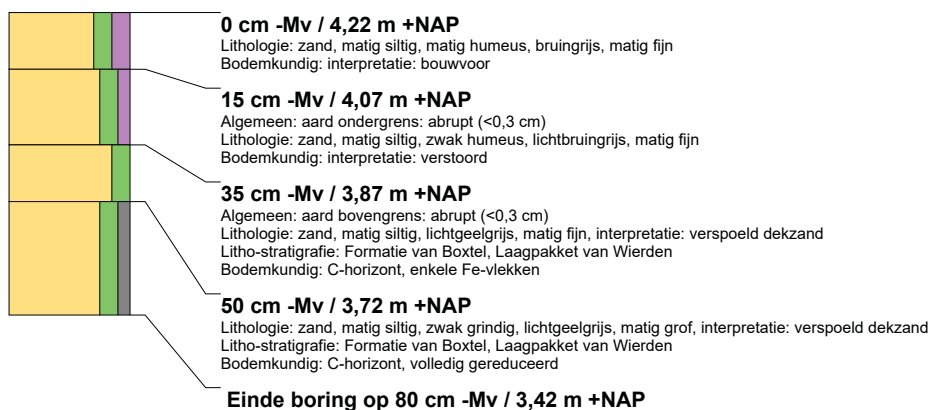 0 cm -Mv / 4,22 m +NAP
Lithologie: zand, matig siltig, matig humeus, bruingrijs, matig fijn
Bodemkundig: interpretatie: bouwvoor
15 cm -Mv / 4,07 m +NAP
Algemeen: aard ondergrens: abrupt (<0,3 cm)
Lithologie: zand, matig siltig, zwak humeus, lichtbruingrijs, matig fijn
Bodemkundig: interpretatie: verstoord
35 cm -Mv / 3,87 m +NAP
Algemeen: aard bovengrens: abrupt (<0,3 cm)
Lithologie: zand, matig siltig, lichtgeelgrijs, matig fijn, interpretatie: verspoeld dekzand
Litho-stratigrafie: Formatie van Boxtel, Laagpakket van Wierden
Bodemkundig: C-horizont, enkele Fe-vlekken
50 cm -Mv / 3,72 m +NAP
Lithologie: zand, matig siltig, zwak grindig, lichtgeelgrijs, matig grof, interpretatie: verspoeld dekzand
Litho-stratigrafie: Formatie van Boxtel, Laagpakket van Wierden
Bodemkundig: C-horizont, volledig gereduceerd
Einde boring op 80 cm -Mv / 3,42 m +NAP